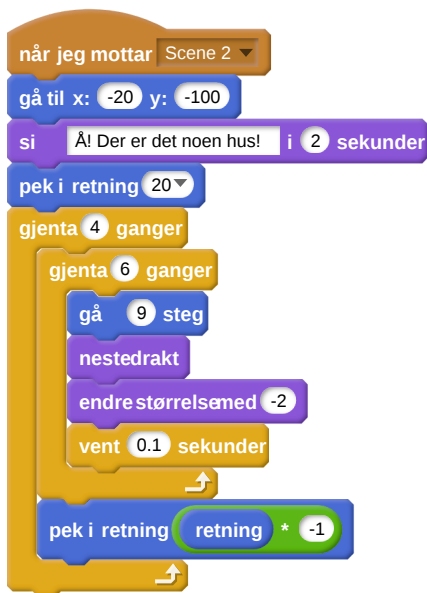 når jeg mottar Scene 2
gå til x: -20 y: -100
si Å! Der er det noen hus! i 2 sekunder
pek i retning 20
gjenta 4 ganger
gjenta 6 ganger
gå 9 steg
nestedrakt
endre størrelsemed -2
vent 0.1 sekunder
pek i retning retning * -1